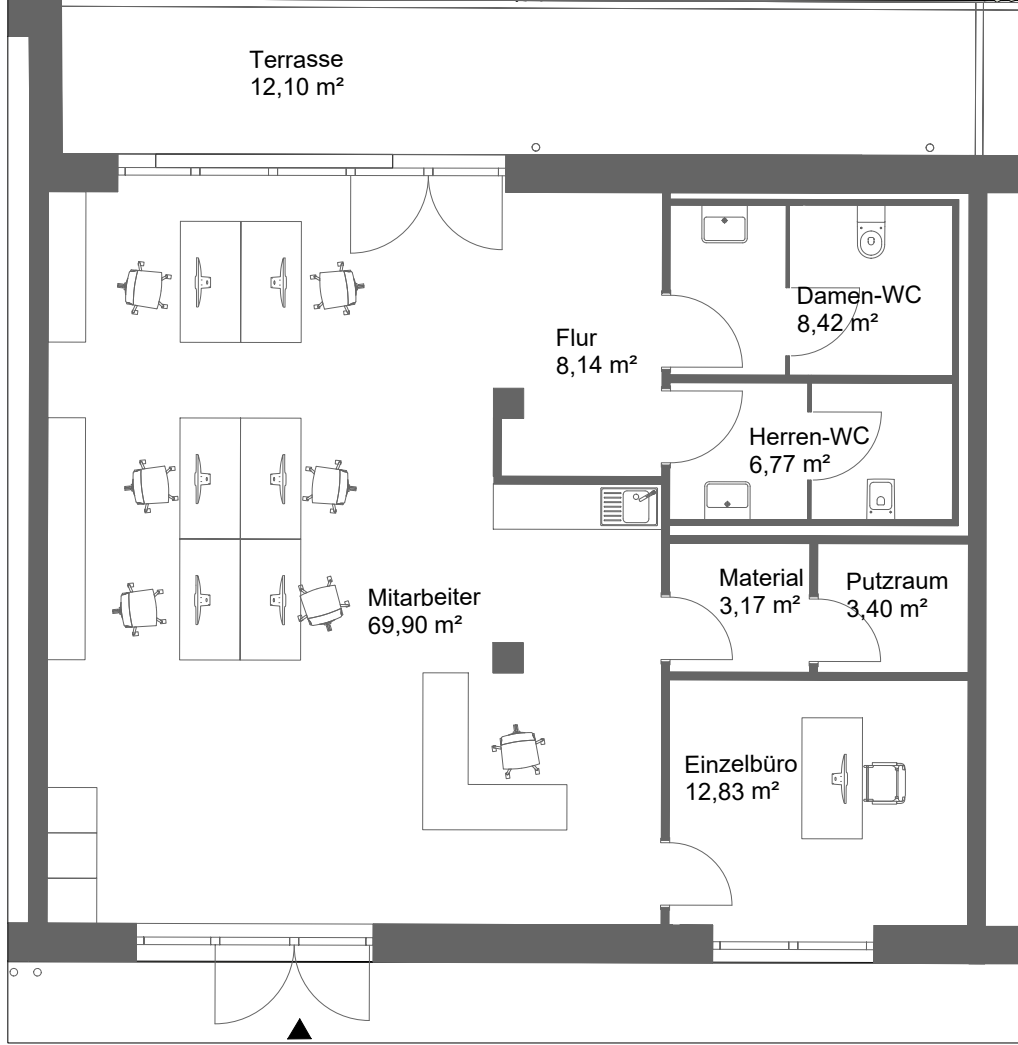 Terrasse
12,10 m²
Damen-WC
8,42 m²
Flur
8,14 m²
Herren-WC
6,77 m²
Material
3,17 m²
Putzraum
3,40 m²
Mitarbeiter
69,90 m²
Einzelbüro
12,83 m²